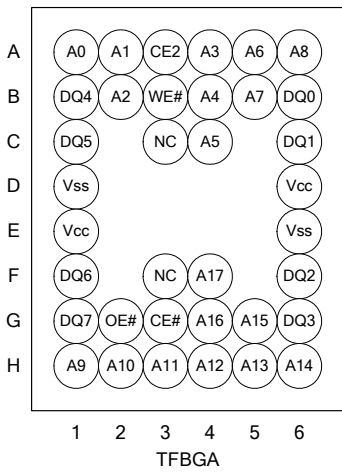 A A0 A1 CE2 A3 A6 A8
B DQ4 A2 WE# A4 A7 DQ0
C DQ5 NC A5 DQ1
D Vss Vcc
E Vcc Vss
F DQ6 NC A17 DQ2
G DQ7 OE# CE# A16 A15 DQ3
H A9 A10 A11 A12 A13 A14
1 2 3 4 5 6
TFBGA